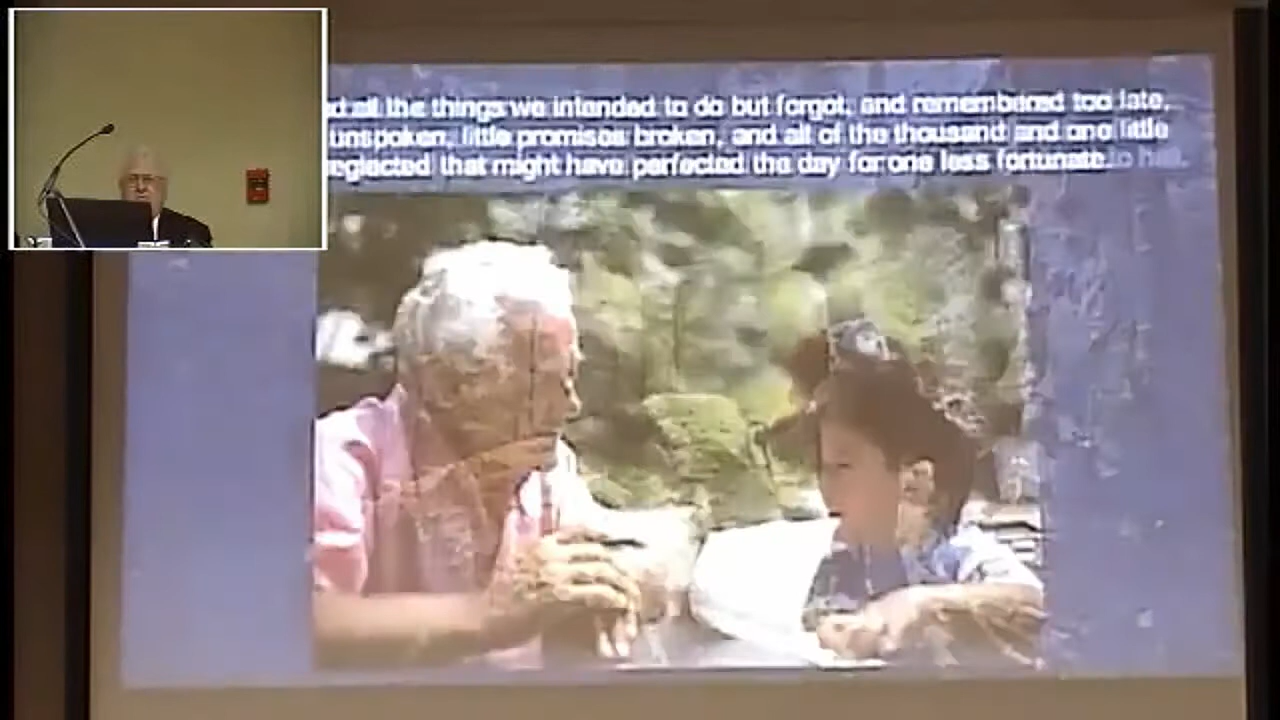 all the things we intended to do but forgot, and remembered too late,
unspoken, little promises broken, and all of the thousand and one little
neglected that might have perfected the day for one less fortunate.